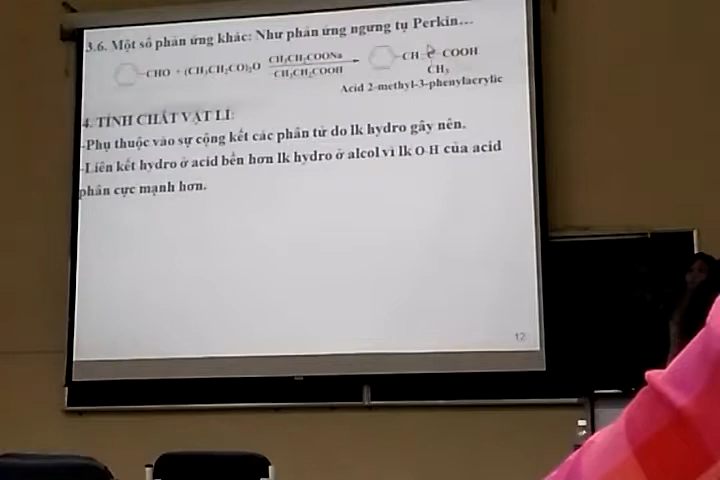 3.6. Một số phản ứng khác: Như phản ứng ngưng tụ Perkin...
CHO + (CH₃CH₂CO)₂O CH₃CH₂COONa CH C COOH
-CH₃CH₂COOH CH₃
Acid 2-methyl-3-phenylacrylic
4. TÍNH CHẤT VẬT LÍ:
-Phụ thuộc vào sự cộng kết các phân tử do lk hydro gây nên.
-Liên kết hydro ở acid bền hơn lk hydro ở alcol vì lk O-H của acid
phân cực mạnh hơn.
12